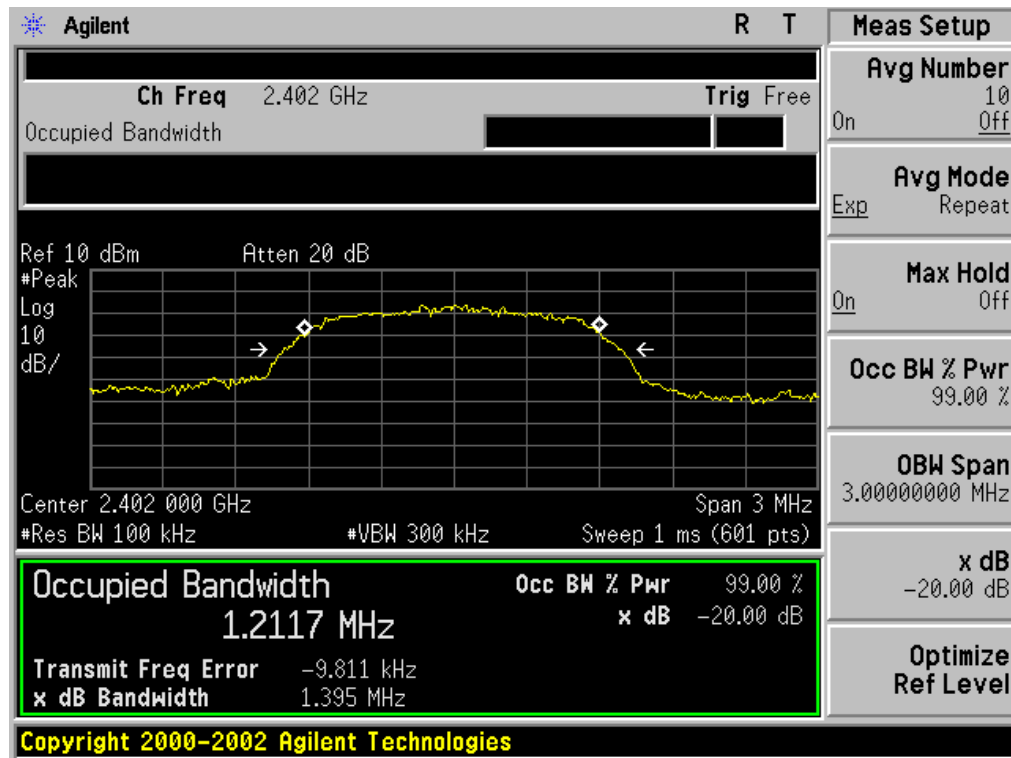 Agilent R T
Ch Freq 2.402 GHz Trig Free
Occupied Bandwidth
Ref 10 dBm Atten 20 dB
#Peak
Log
10
dB/
Center 2.402 000 GHz Span 3 MHz
#Res BW 100 kHz #VBW 300 kHz Sweep 1 ms (601 pts)
Occupied Bandwidth Occ BW % Pwr 99.00 %
1.2117 MHz x dB -20.00 dB
Transmit Freq Error -9.811 kHz
x dB Bandwidth 1.395 MHz
Copyright 2000-2002 Agilent Technologies
Meas Setup
Avg Number
10
On Off
Avg Mode
Exp Repeat
Max Hold
On Off
Occ BW % Pwr
99.00 %
OBW Span
3.00000000 MHz
x dB
-20.00 dB
Optimize
Ref Level